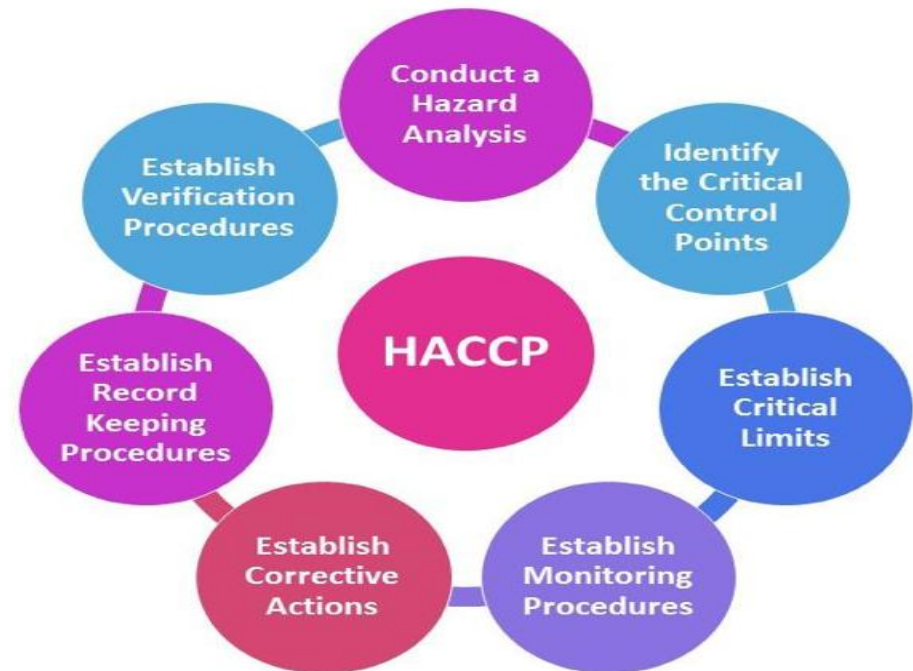 Conduct a
Hazard
Analysis
Identify
the Critical
Control
Points
Establish
Critical
Limits
Establish
Monitoring
Procedures
Establish
Corrective
Actions
Establish
Record
Keeping
Procedures
Establish
Verification
Procedures
HACCP